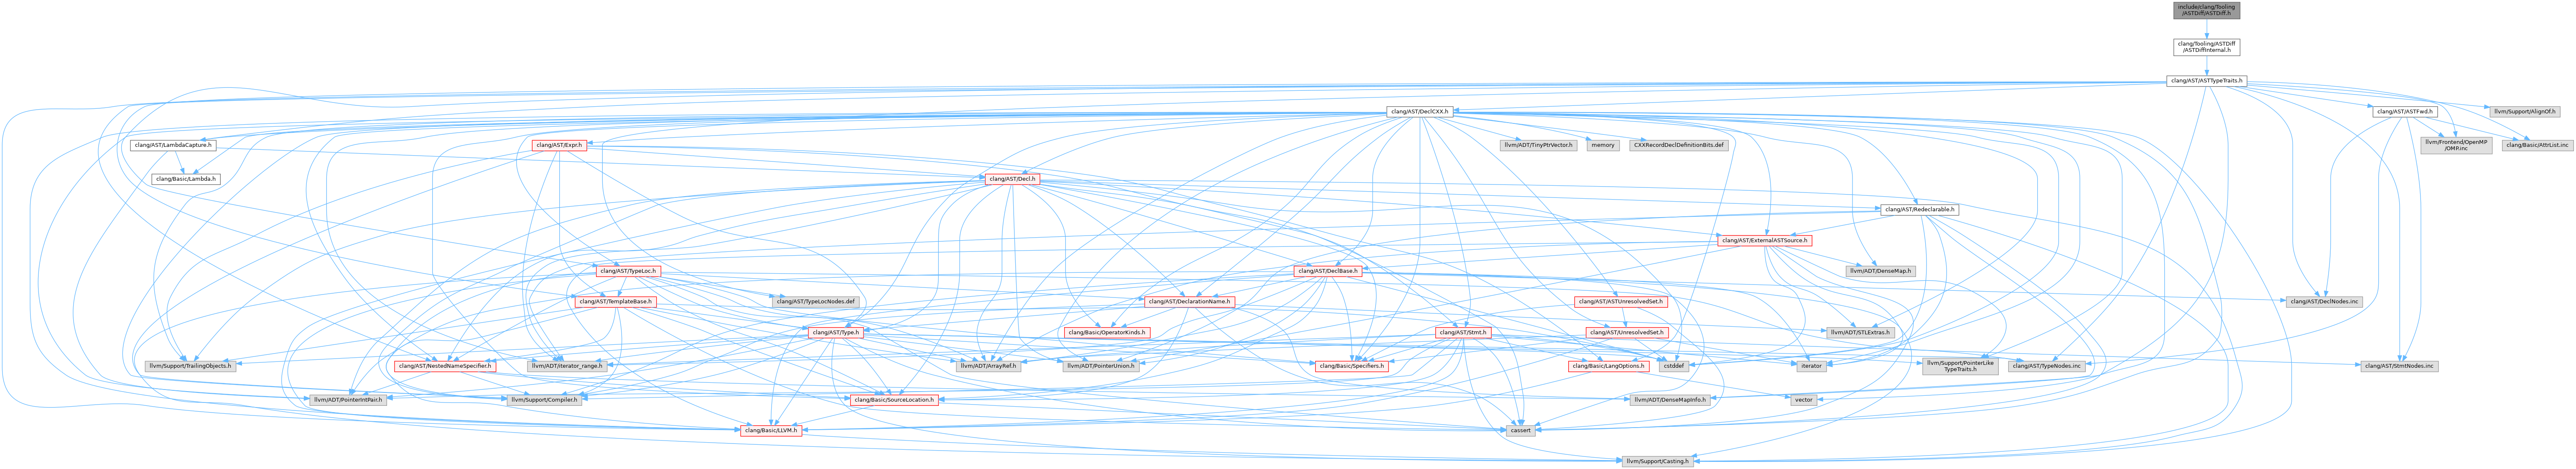 include/clang/Tooling
/ASTDiff/ASTDiff.h
clang/Tooling/ASTDiff
/ASTDiffInternal.h
clang/AST/ASTTypeTraits.h
clang/AST/DeclCXX.h
clang/AST/ASTFwd.h
llvm/Support/AlignOf.h
clang/AST/LambdaCapture.h
clang/AST/Expr.h
llvm/ADT/TinyPtrVector.h
memory
CXXRecordDeclDefinitionBits.def
llvm/Frontend/OpenMP
/OMP.inc
clang/Basic/AttrList.inc
clang/Basic/Lambda.h
clang/AST/Decl.h
clang/AST/Redeclarable.h
clang/AST/ExternalASTSource.h
clang/AST/TypeLoc.h
clang/AST/DeclBase.h
llvm/ADT/DenseMap.h
clang/AST/TypeLocNodes.def
clang/AST/TemplateBase.h
clang/AST/DeclarationName.h
clang/AST/ASTUnresolvedSet.h
clang/AST/DeclNodes.inc
clang/AST/Type.h
clang/Basic/OperatorKinds.h
clang/AST/Stmt.h
clang/AST/UnresolvedSet.h
llvm/ADT/STLExtras.h
llvm/Support/TrailingObjects.h
clang/AST/NestedNameSpecifier.h
llvm/ADT/iterator_range.h
llvm/ADT/ArrayRef.h
llvm/ADT/PointerUnion.h
clang/Basic/Specifiers.h
clang/Basic/LangOptions.h
cstddef
iterator
llvm/Support/PointerLike
TypeTraits.h
clang/AST/TypeNodes.inc
clang/AST/StmtNodes.inc
llvm/ADT/PointerIntPair.h
llvm/Support/Compiler.h
clang/Basic/SourceLocation.h
llvm/ADT/DenseMapInfo.h
vector
clang/Basic/LLVM.h
cassert
llvm/Support/Casting.h